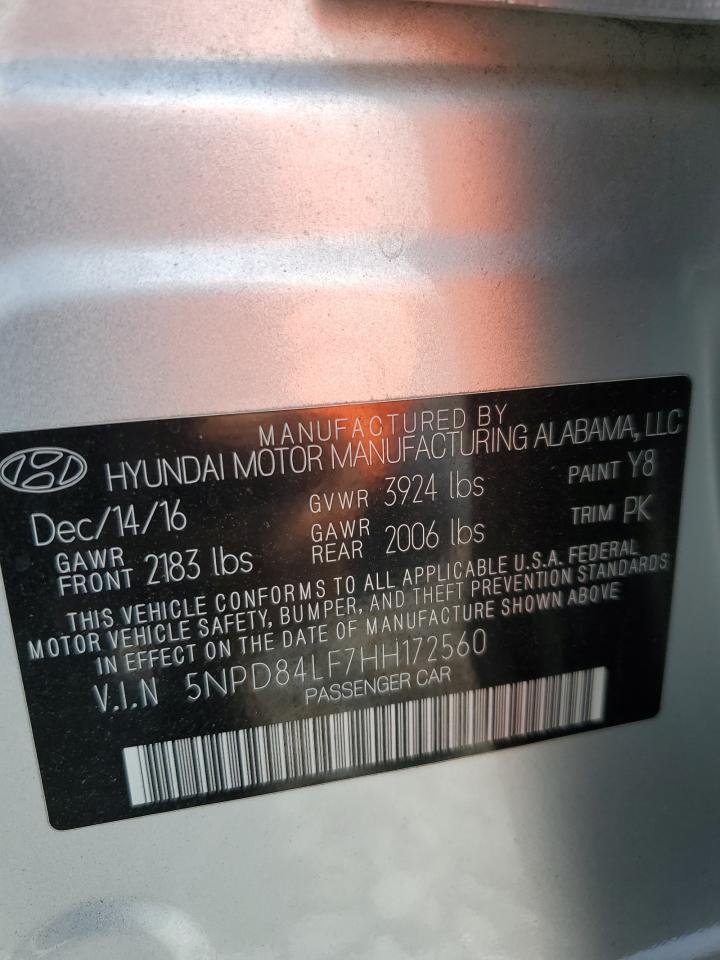 MANUFACTURED BY
HYUNDAI MOTOR MANUFACTURING ALABAMA, LLC
Dec/14/16 GVWR 3924 lbs PAINT Y8
GAWR FRONT 2183 lbs GAWR REAR 2006 lbs TRIM PK
THIS VEHICLE CONFORMS TO ALL APPLICABLE U.S.A. FEDERAL
MOTOR VEHICLE SAFETY, BUMPER, AND THEFT PREVENTION STANDARDS
IN EFFECT ON THE DATE OF MANUFACTURE SHOWN ABOVE
V.I.N 5NPD84LF7HH172560
PASSENGER CAR